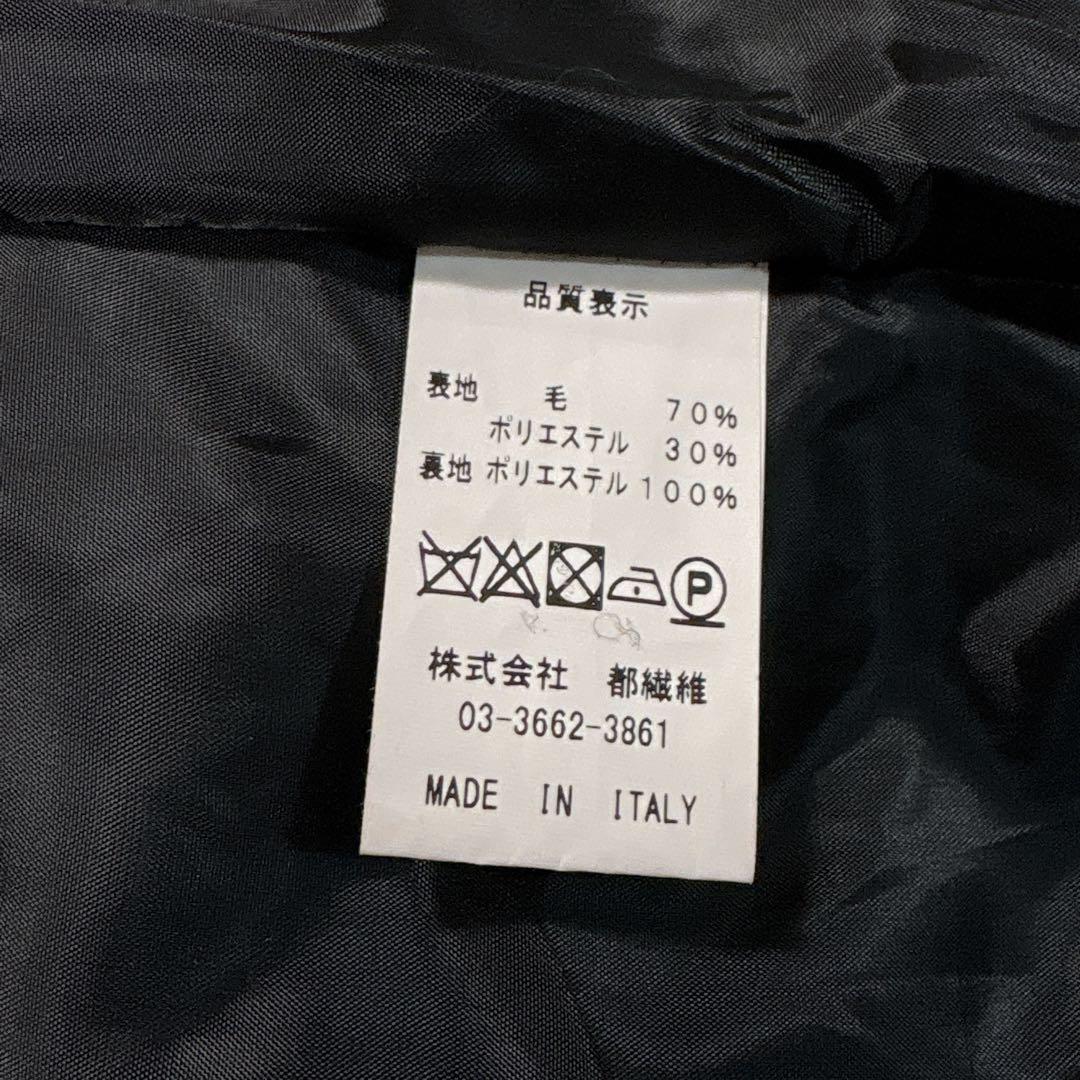 品質表示
表地 毛 70%
ポリエステル 30%
裏地 ポリエステル 100%
P
株式会社 都繊維
03-3662-3861
MADE IN ITALY